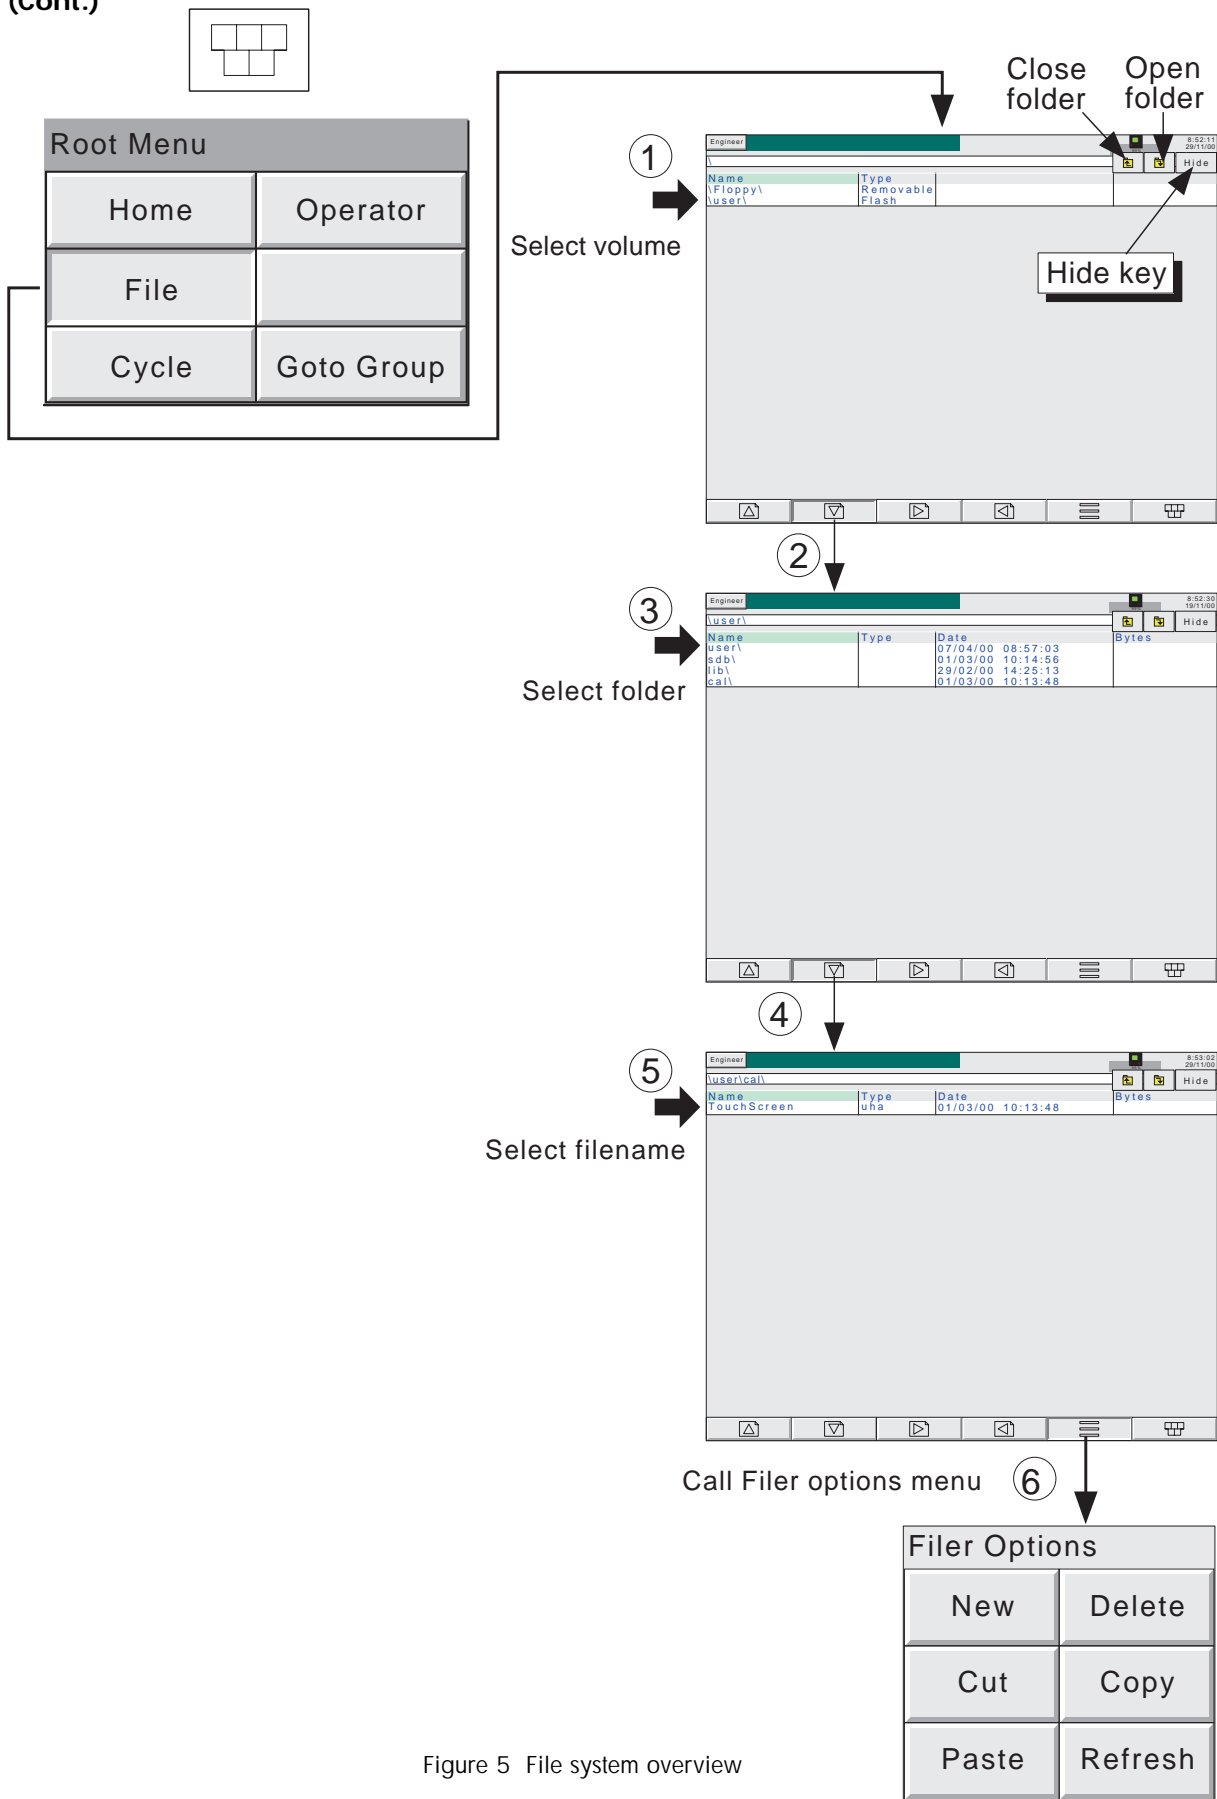 (Cont.)
Root Menu
Home Operator
File
Cycle Goto Group
Close folder
Open folder
1
Select volume
Engineer
8:52:11
29/11/00
\
Hide
Name Type
\Floppy\ Removable
\user\ Flash
Hide key
2
3
Select folder
Engineer
8:52:30
19/11/00
\user\
Hide
Name Type Date Bytes
user\ 07/04/00 08:57:03
sdb\ 01/03/00 10:14:56
lib\ 29/02/00 14:25:13
cal\ 01/03/00 10:13:48
4
5
Select filename
Engineer
8:53:02
29/11/00
\user\cal\
Hide
Name Type Date Bytes
TouchScreen uha 01/03/00 10:13:48
Call Filer options menu 6
Filer Options
New Delete
Cut Copy
Paste Refresh
Figure 5 File system overview